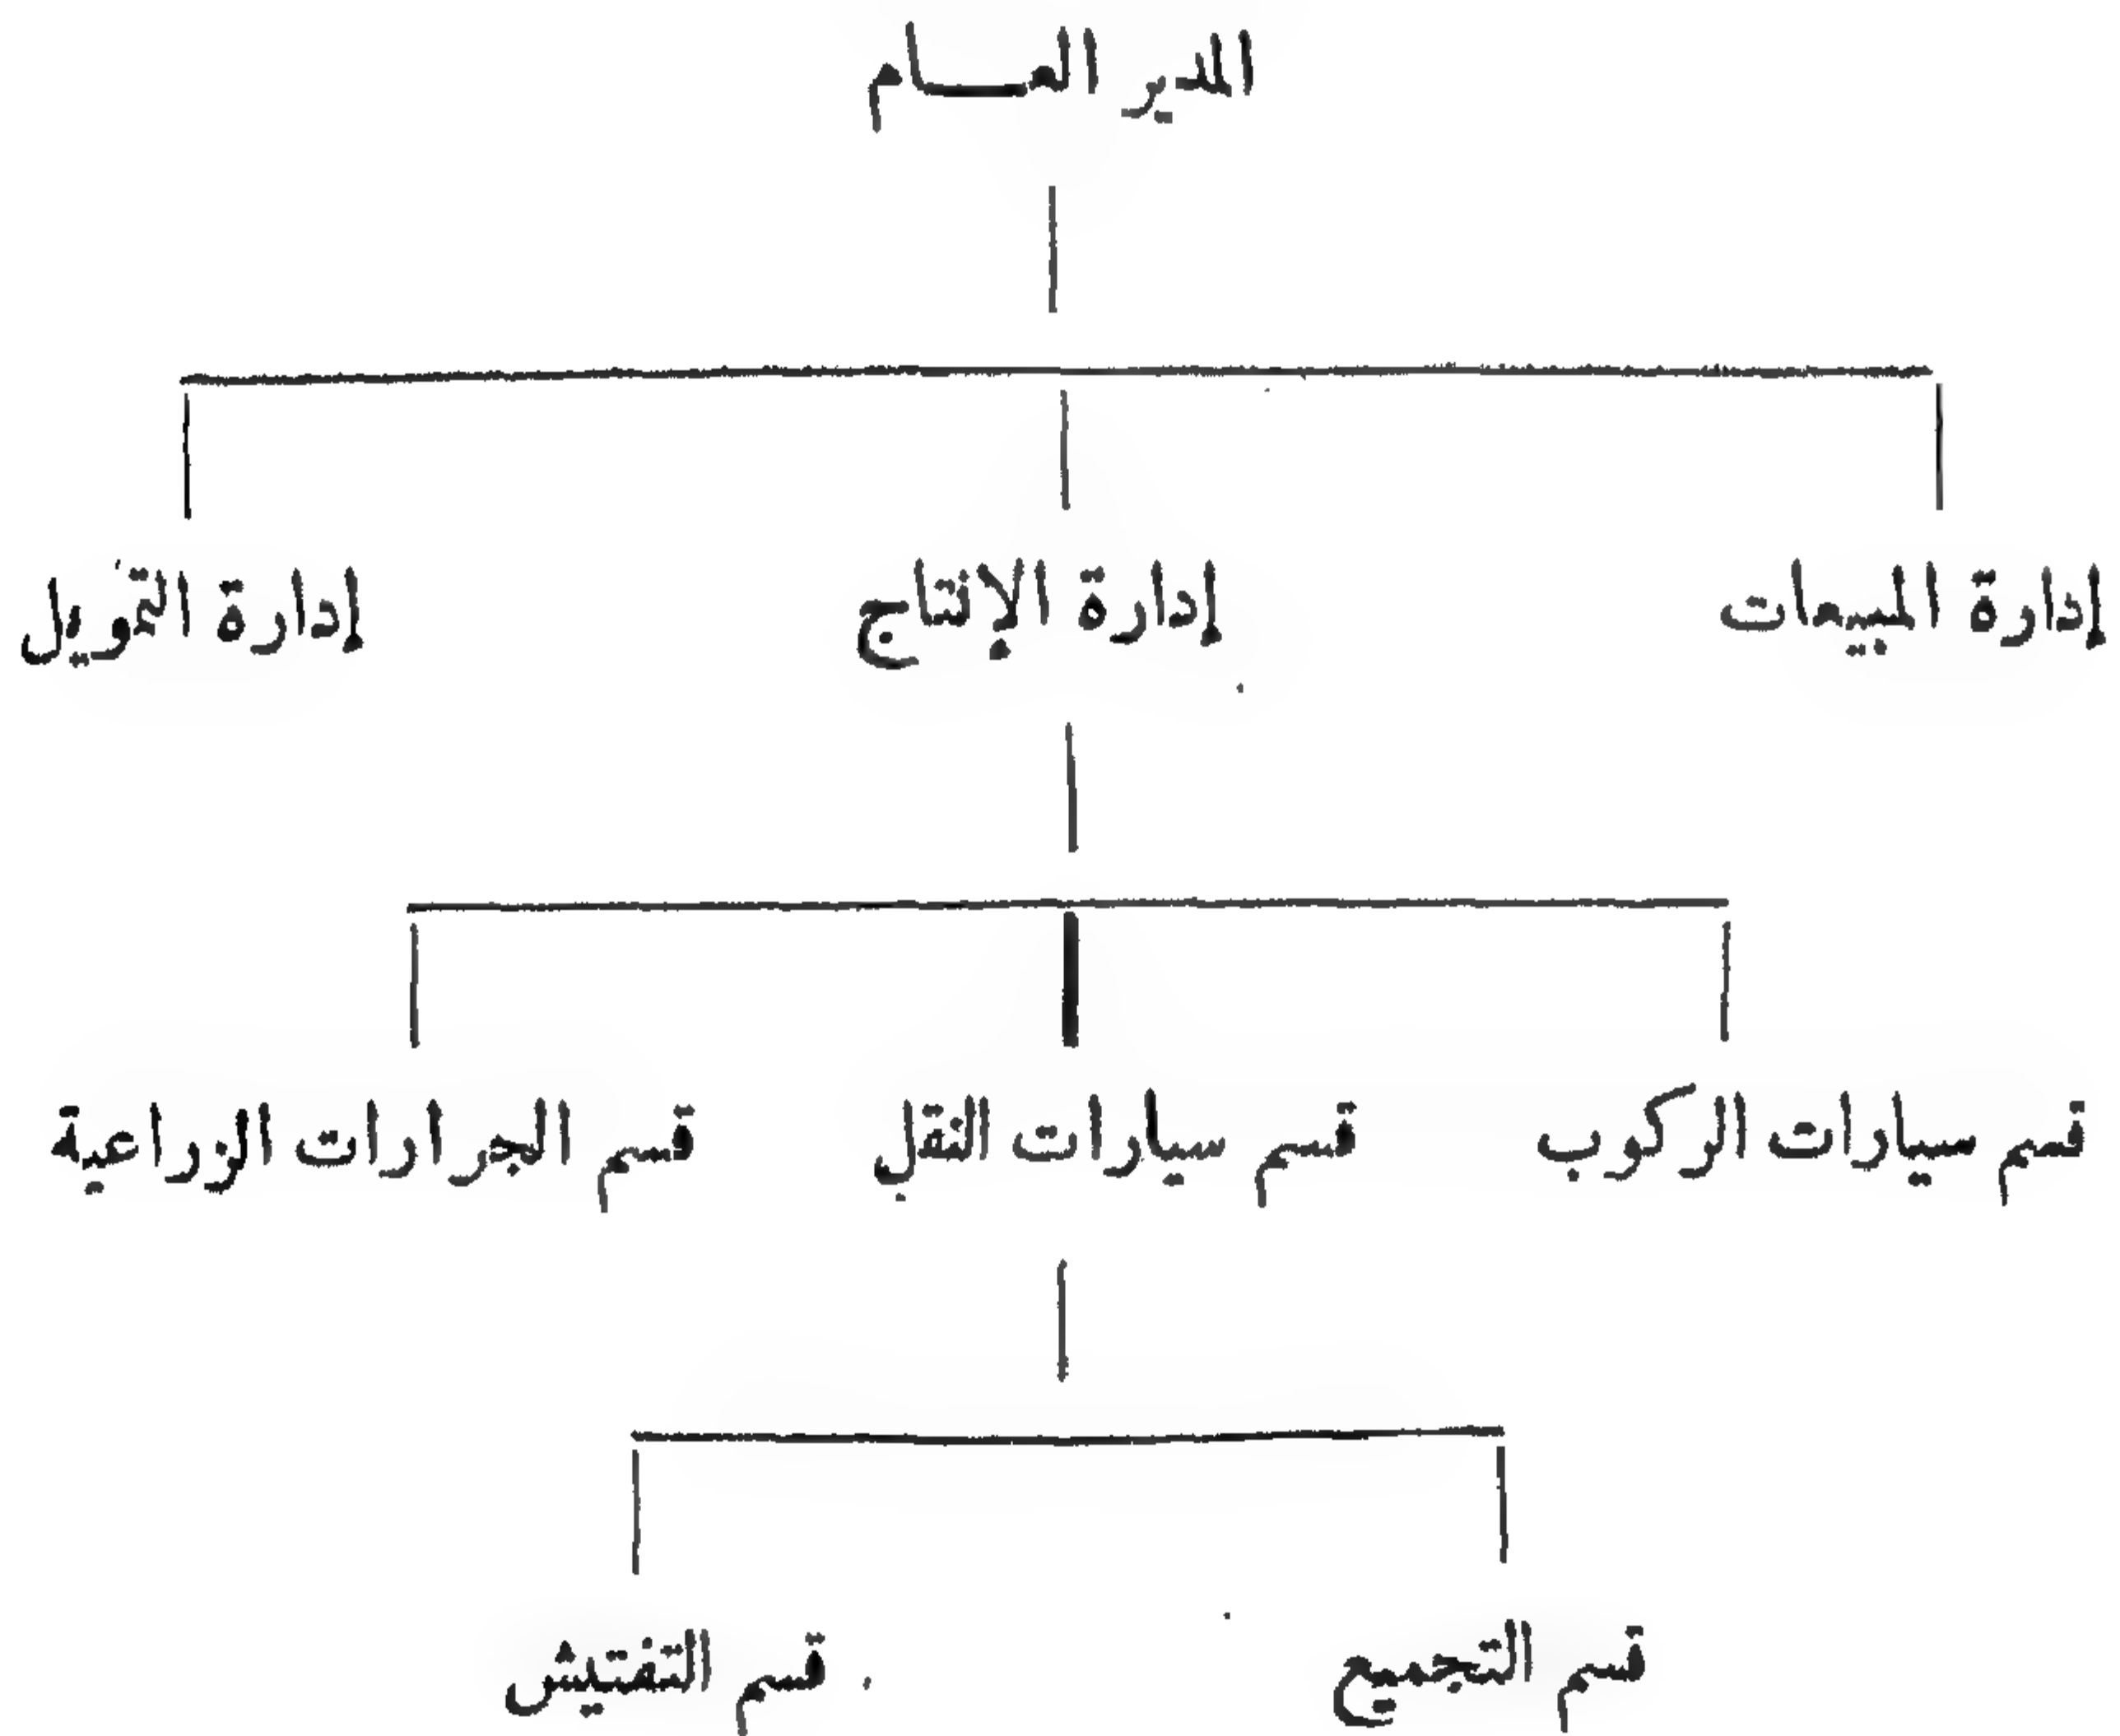 المدير العـــام
إدارة المبيعات إدارة الإنتاج إدارة التمويل
قسم سيارات الركوب قسم سيارات النقل قسم الجرارات الزراعية
قسم التجميع قسم التفتيش